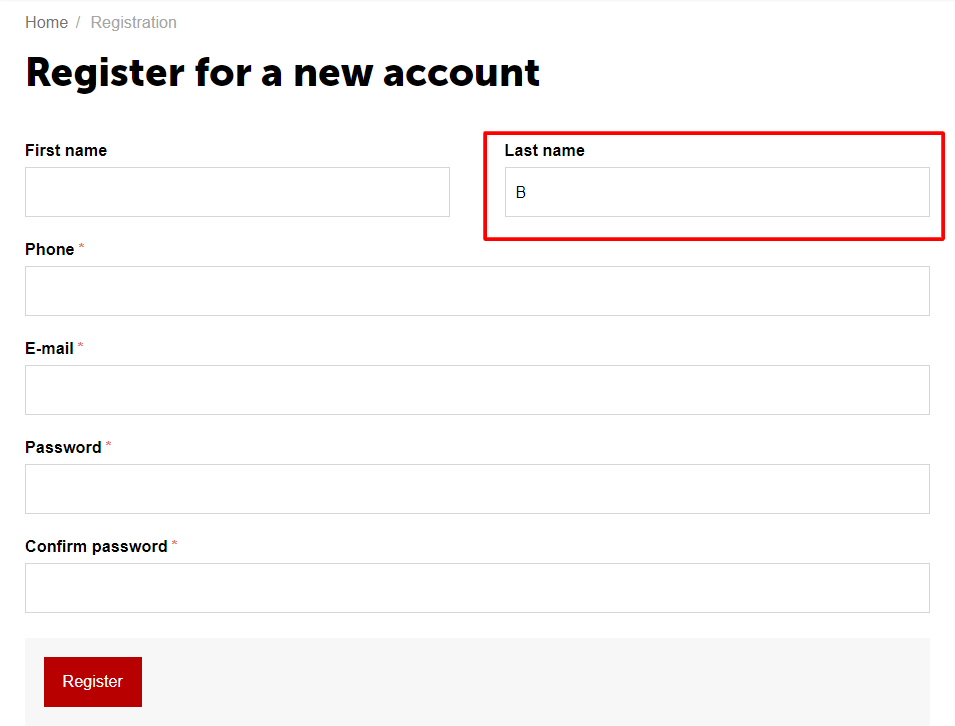 Home / Registration
Register for a new account
First name
Last name
B
Phone *
E-mail *
Password *
Confirm password *
Register